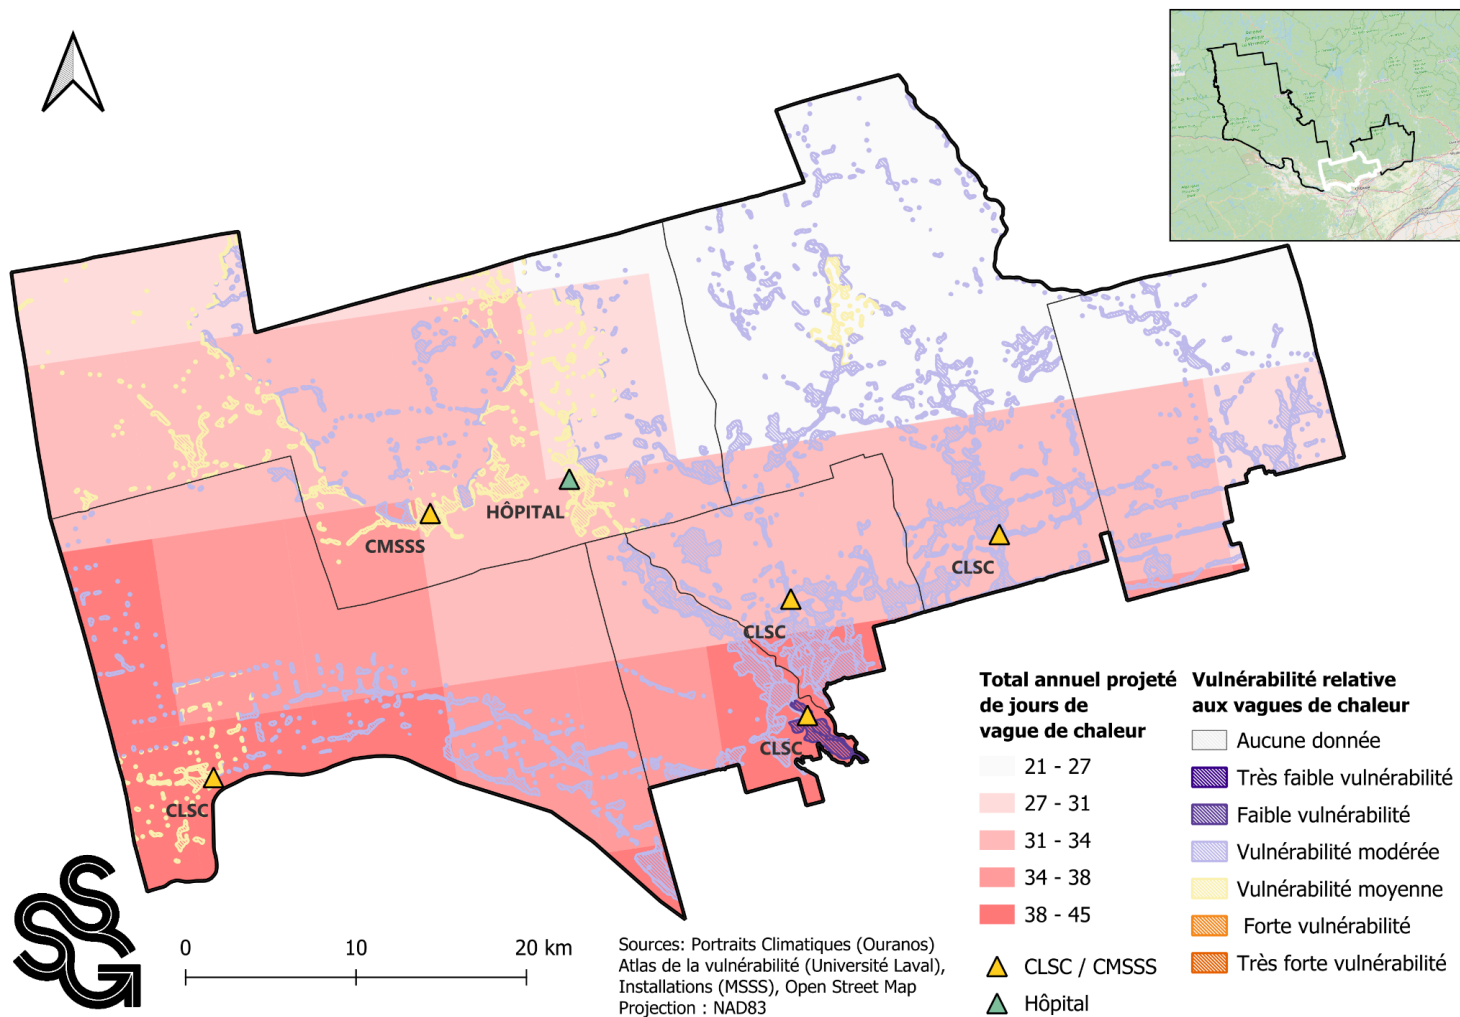 HÔPITAL
CMSSS
CLSC
CLSC
CLSC
CLSC
Total annuel projeté
de jours de
vague de chaleur
21 - 27
27 - 31
31 - 34
34 - 38
38 - 45
CLSC / CMSSS
Hôpital
Vulnérabilité relative
aux vagues de chaleur
Aucune donnée
Très faible vulnérabilité
Faible vulnérabilité
Vulnérabilité modérée
Vulnérabilité moyenne
Forte vulnérabilité
Très forte vulnérabilité
SSG
0 10 20 km
Sources: Portraits Climatiques (Ouranos)
Atlas de la vulnérabilité (Université Laval),
Installations (MSSS), Open Street Map
Projection : NAD83